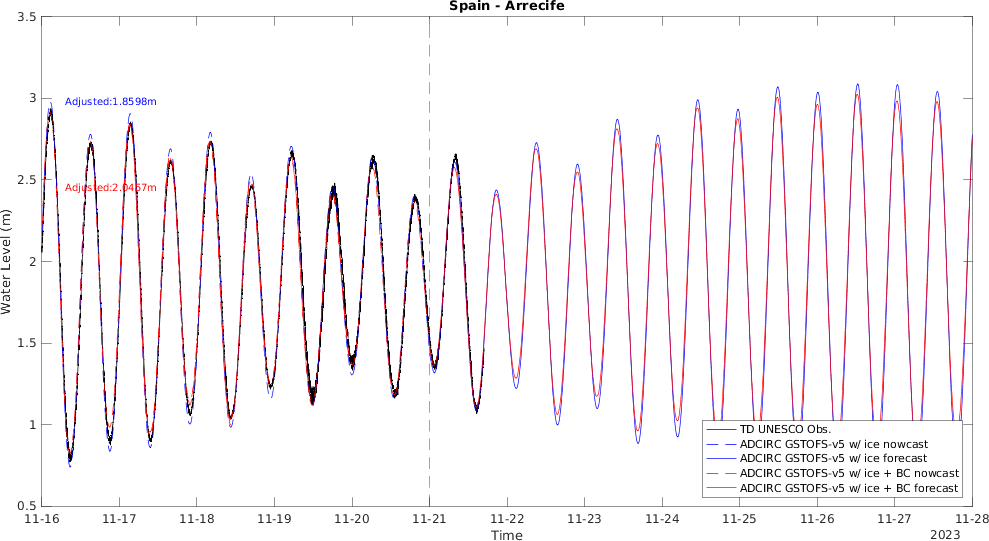 Spain - Arrecife
3.5
3
2.5
2
1.5
1
0.5
Water Level (m)
Adjusted:1.8598m
Adjusted:2.0467m
TD UNESCO Obs.
ADCIRC GSTOFS-v5 w/ ice nowcast
ADCIRC GSTOFS-v5 w/ ice forecast
ADCIRC GSTOFS-v5 w/ ice + BC nowcast
ADCIRC GSTOFS-v5 w/ ice + BC forecast
11-16 11-17 11-18 11-19 11-20 11-21 11-22 11-23 11-24 11-25 11-26 11-27 11-28
Time
2023